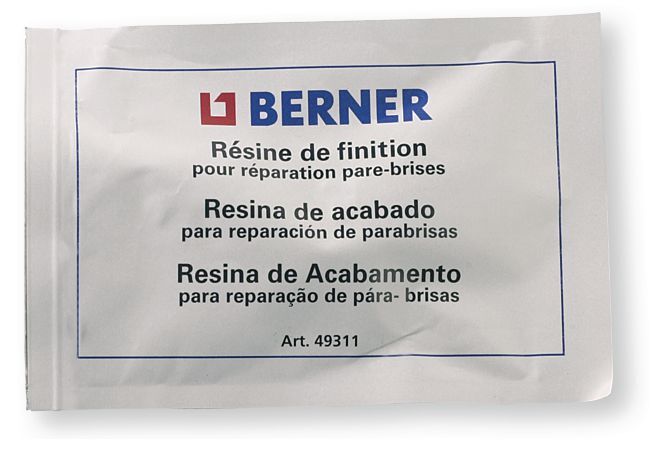 BERNER
Résine de finition
pour réparation pare-brises
Resina de acabado
para reparación de parabrisas
Resina de Acabamento
para reparação de pára- brisas
Art. 49311